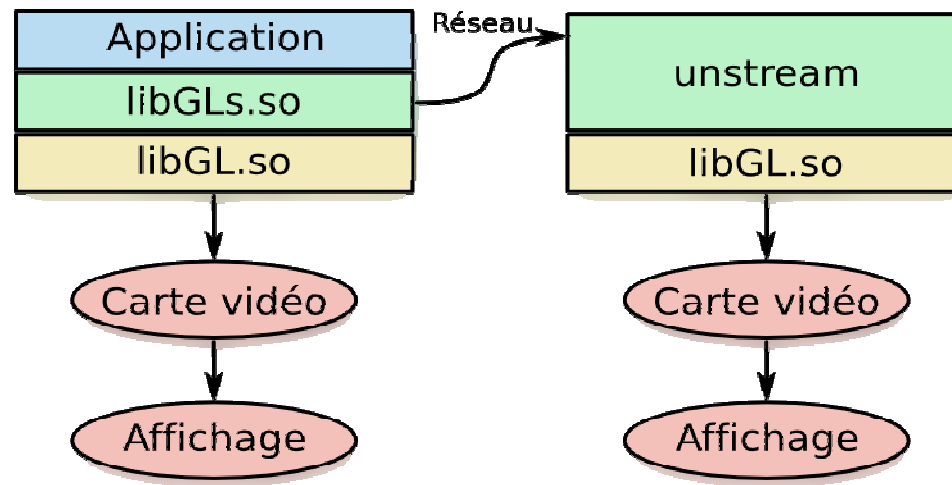 Application
libGLs.so
libGL.so
Carte vidéo
Affichage
Réseau
unstream
libGL.so
Carte vidéo
Affichage